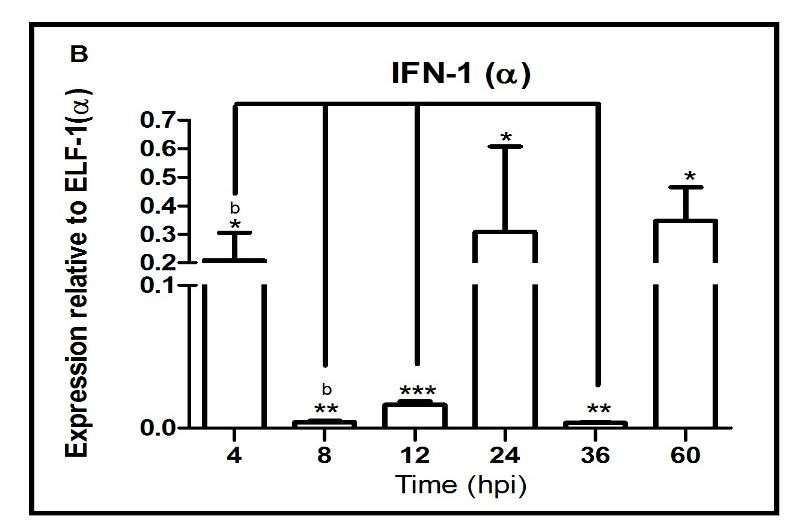 B
IFN-1 (α)
Expression relative to ELF-1(α)
0.7
0.6
0.5
0.4
0.3
0.2
0.1
0.0
b
*
b
**
***
*
**
*
4 8 12 24 36 60
Time (hpi)